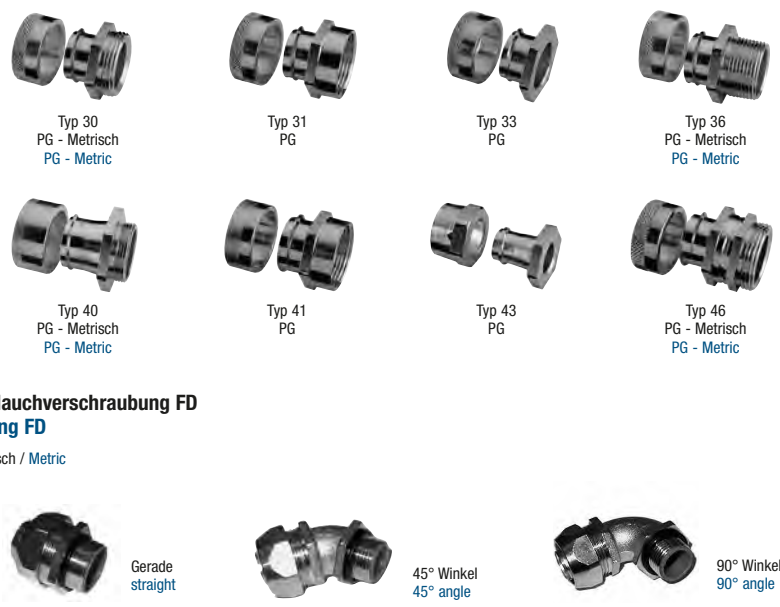 Typ 30
PG - Metrisch
PG - Metric
Typ 31
PG
Typ 33
PG
Typ 36
PG - Metrisch
PG - Metric
Typ 40
PG - Metrisch
PG - Metric
Typ 41
PG
Typ 43
PG
Typ 46
PG - Metrisch
PG - Metric
lauchverschraubung FD
ng FD
sch / Metric
Gerade
straight
45° Winkel
45° angle
90° Winkel
90° angle